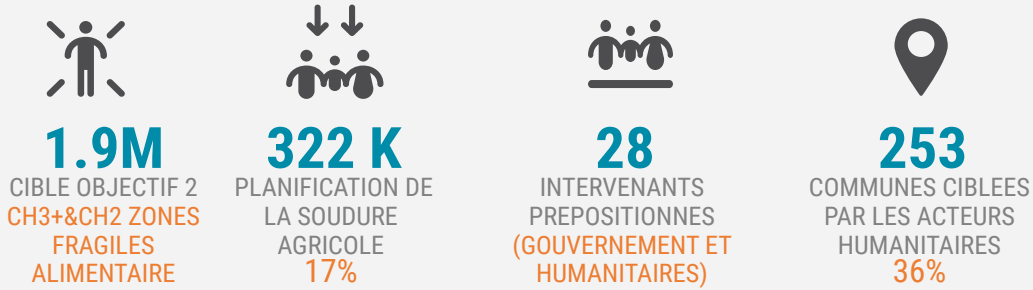 1.9M
CIBLE OBJECTIF 2
CH3+&CH2 ZONES
FRAGILES
ALIMENTAIRE
322 K
PLANIFICATION DE
LA SOUDURE
AGRICOLE
17%
28
INTERVENANTS
PREPOSITIONNES
(GOUVERNEMENT ET
HUMANITAIRES)
253
COMMUNES CIBLEES
PAR LES ACTEURS
HUMANITAIRES
36%